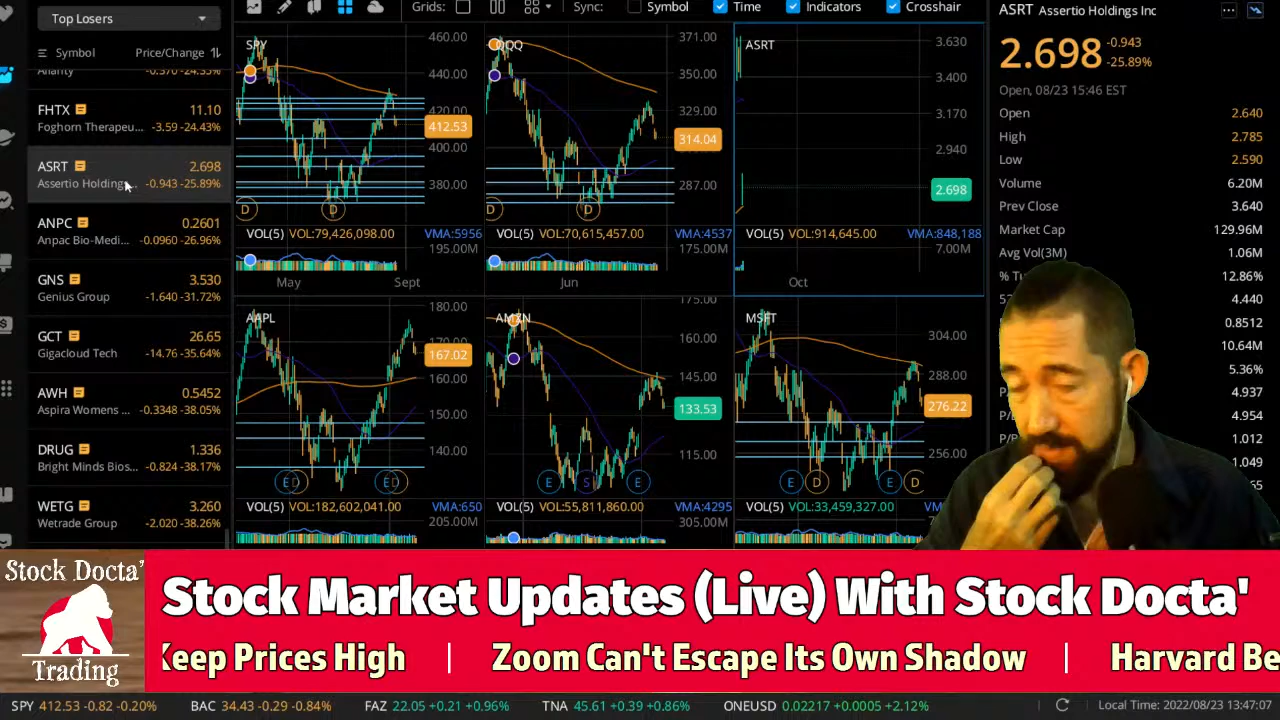 Top Losers
Grids:
Sync:
Symbol
Time
Indicators
Crosshair
ASRT Assertio Holdings Inc
Symbol
Price/Change
Allarity
-0.570 -24.55%
FHTX
11.10
Foghorn Therapeu...
-3.59 -24.43%
ASRT
2.698
Assertio Holdings...
-0.943 -25.89%
ANPC
0.2601
Anpac Bio-Medi...
-0.0960 -26.96%
GNS
3.530
Genius Group
-1.640 -31.72%
GCT
26.65
Gigacloud Tech
-14.76 -35.64%
AWH
0.5452
Aspira Womens ...
-0.3348 -38.05%
DRUG
1.336
Bright Minds Bios...
-0.824 -38.17%
WETG
3.260
Wetrade Group
-2.020 -38.26%
SPY
460.00
440.00
420.00
412.53
400.00
380.00
D
D
VOL(5) VOL:79,426,098.00 VMA:5956
195.00M
May
Sept
QQQ
371.00
350.00
329.00
314.04
308.00
287.00
D
D
VOL(5) VOL:70,615,457.00 VMA:4537
175.00M
Jun
ASRT
3.630
3.400
3.170
2.940
2.698
VOL(5) VOL:914,645.00 VMA:848,188
7.00M
Oct
AAPL
180.00
167.02
160.00
150.00
140.00
E D
E D
VOL(5) VOL:182,602,041.00 VMA:650
205.00M
AMZN
175.00
160.00
145.00
133.53
115.00
E
S
E
VOL(5) VOL:55,811,860.00 VMA:4295
305.00M
MSFT
304.00
288.00
276.22
256.00
E
D
E
D
VOL(5) VOL:33,459,327.00
2.698
-0.943
-25.89%
Open, 08/23 15:46 EST
Open 2.640
High 2.785
Low 2.590
Volume 6.20M
Prev Close 3.640
Market Cap 129.96M
Avg Vol(3M) 1.06M
12.86%
4.440
0.8512
10.64M
5.36%
4.937
4.954
1.012
1.049
Stock Docta'
Trading
Stock Market Updates (Live) With Stock Docta'
Keep Prices High | Zoom Can't Escape Its Own Shadow | Harvard Be
SPY 412.53 -0.82 -0.20%
BAC 34.43 -0.29 -0.84%
FAZ 22.05 +0.21 +0.96%
TNA 45.61 +0.39 +0.86%
ONEUSD 0.02217 +0.0005 +2.12%
Local Time: 2022/08/23 13:47:07